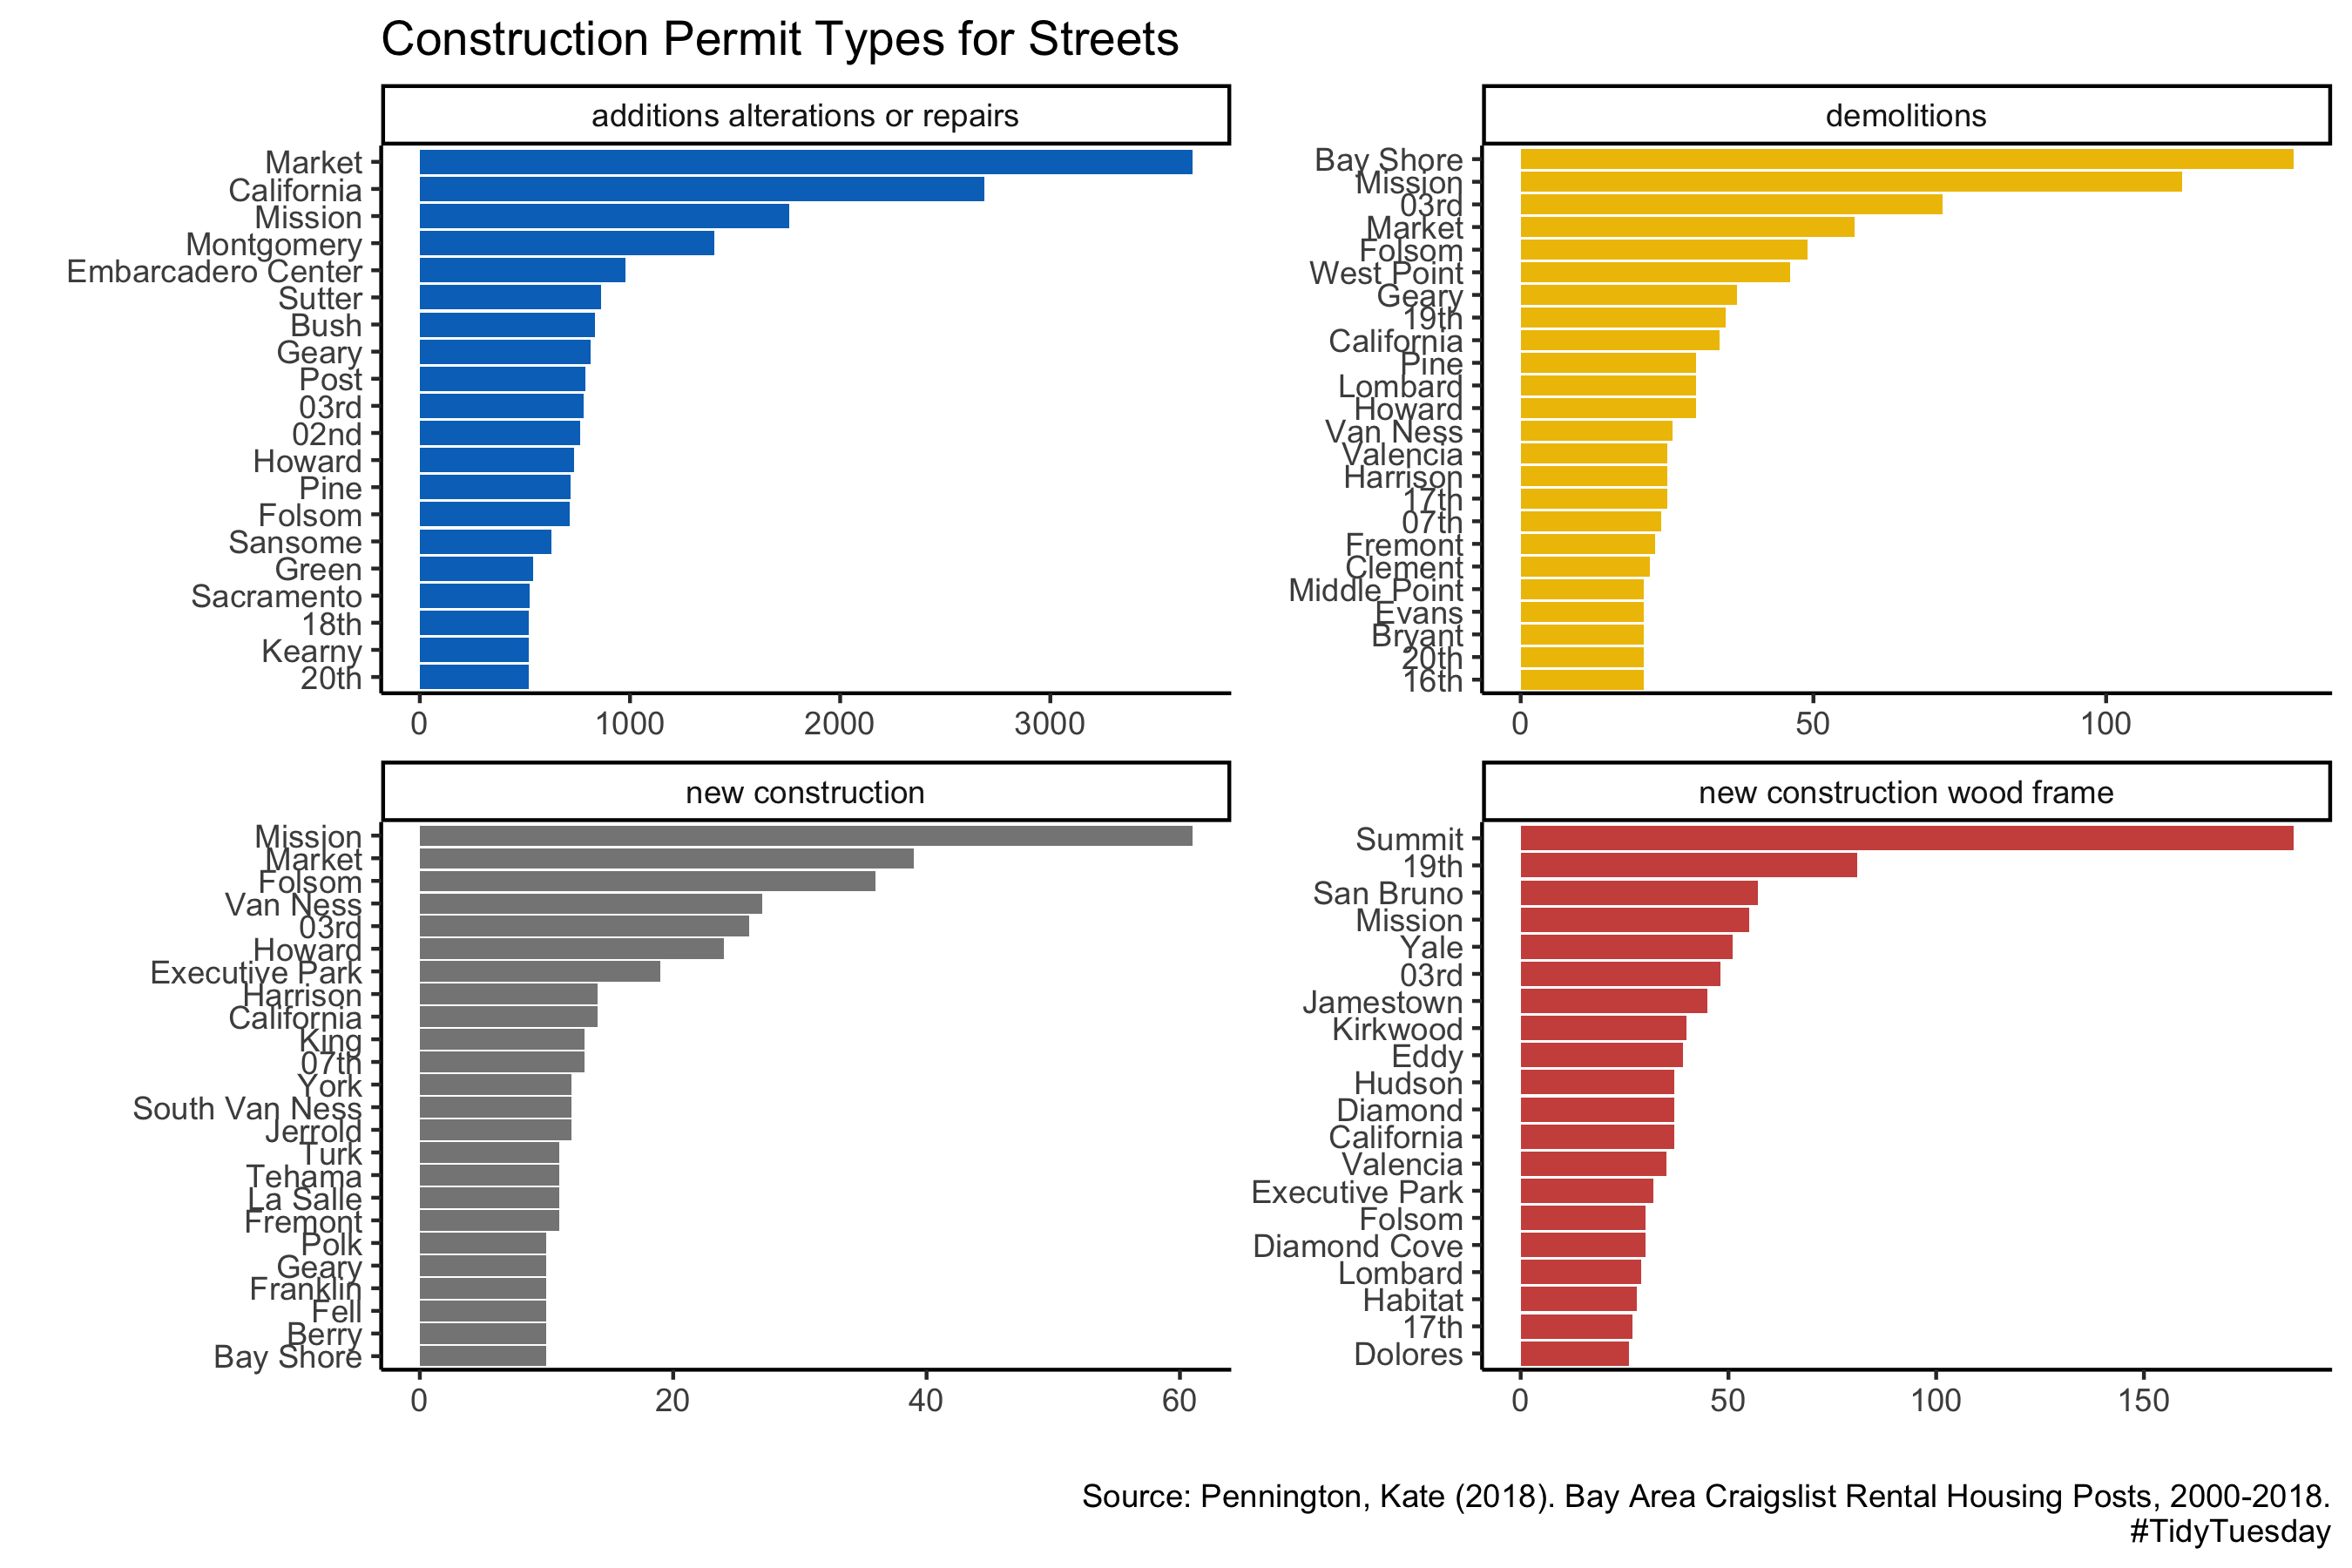 Construction Permit Types for Streets
additions alterations or repairs
Market
California
Mission
Montgomery
Embarcadero Center
Sutter
Bush
Geary
Post
03rd
02nd
Howard
Pine
Folsom
Sansome
Green
Sacramento
18th
Kearny
20th
0 1000 2000 3000
demolitions
Bay Shore
Mission
03rd
Market
Folsom
West Point
Geary
19th
California
Pine
Lombard
Howard
Van Ness
Valencia
Harrison
17th
07th
Fremont
Clement
Middle Point
Evans
Bryant
20th
16th
0 50 100
new construction
Mission
Market
Folsom
Van Ness
03rd
Howard
Executive Park
Harrison
California
King
07th
York
South Van Ness
Jerrold
Turk
Tehama
La Salle
Fremont
Polk
Geary
Franklin
Fell
Berry
Bay Shore
0 20 40 60
new construction wood frame
Summit
19th
San Bruno
Mission
Yale
03rd
Jamestown
Kirkwood
Eddy
Hudson
Diamond
California
Valencia
Executive Park
Folsom
Diamond Cove
Lombard
Habitat
17th
Dolores
0 50 100 150
Source: Pennington, Kate (2018). Bay Area Craigslist Rental Housing Posts, 2000-2018.
#TidyTuesday